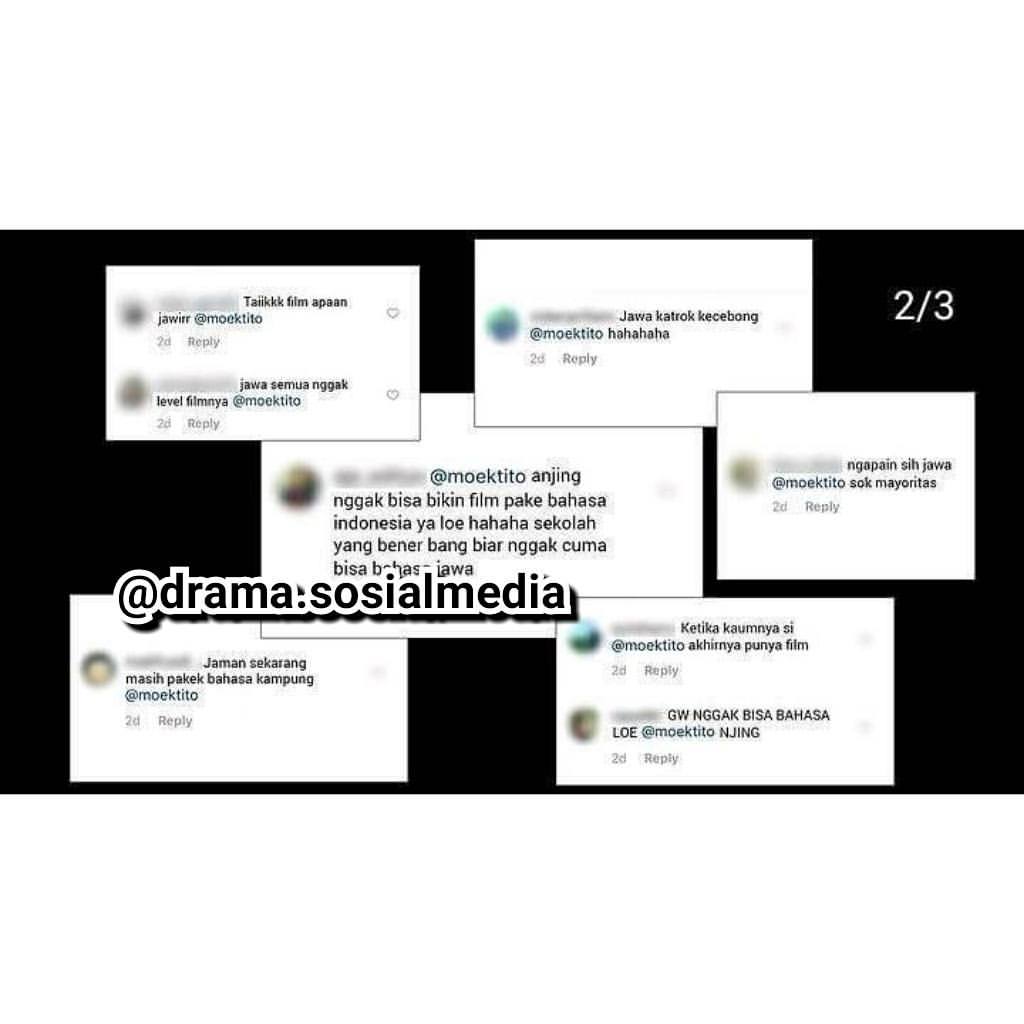 Taiikkk film apaan
jawirr @moektito
2d Reply
jawa semua nggak
level filmnya @moektito
2d Reply
Jawa katrok kecebong
@moektito hahahaha
2d Reply
2/3
@moektito anjing
nggak bisa bikin film pake bahasa
indonesia ya loe hahaha sekolah
yang bener bang biar nggak cuma
bisa bahasa jawa
ngapain sih jawa
@moektito sok mayoritas
2d Reply
@drama.sosialmedia
Jaman sekarang
masih pakek bahasa kampung
@moektito
2d Reply
Ketika kaumnya si
@moektito akhirnya punya film
2d Reply
GW NGGAK BISA BAHASA
LOE @moektito NJING
2d Reply